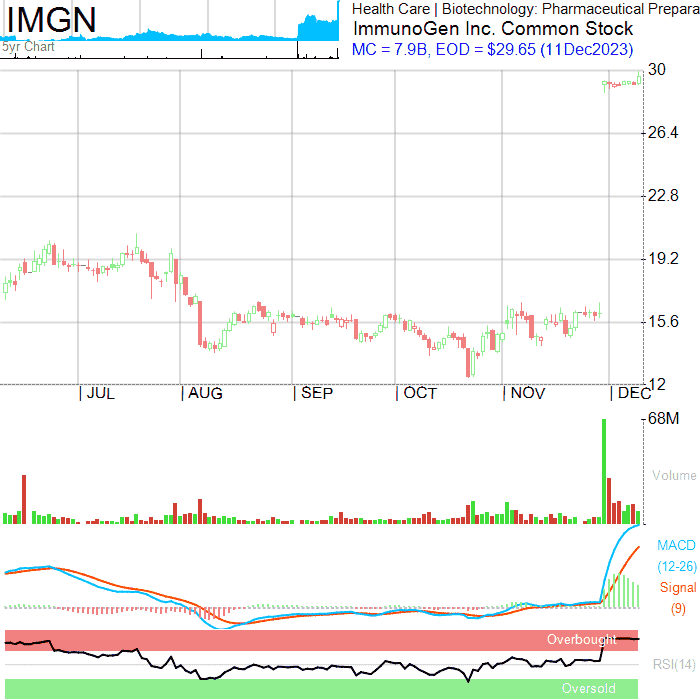 IMGN
5yr Chart
Health Care | Biotechnology: Pharmaceutical Prepara
ImmunoGen Inc. Common Stock
MC = 7.9B, EOD = $29.65 (11Dec2023)
30
26.4
22.8
19.2
15.6
12
JUL
AUG
SEP
OCT
NOV
DEC
68M
Volume
MACD
(12-26)
Signal
(9)
Overbought
RSI(14)
Oversold